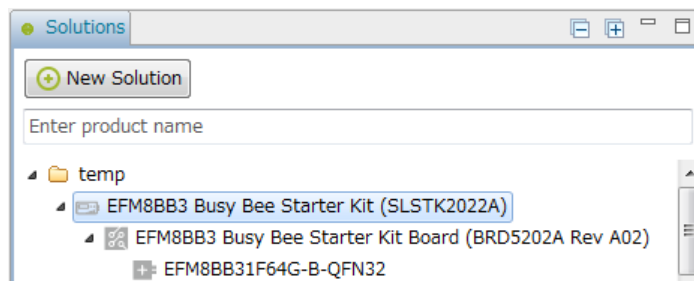 Solutions
New Solution
Enter product name
temp
EFM8BB3 Busy Bee Starter Kit (SLSTK2022A)
EFM8BB3 Busy Bee Starter Kit Board (BRD5202A Rev A02)
EFM8BB31F64G-B-QFN32